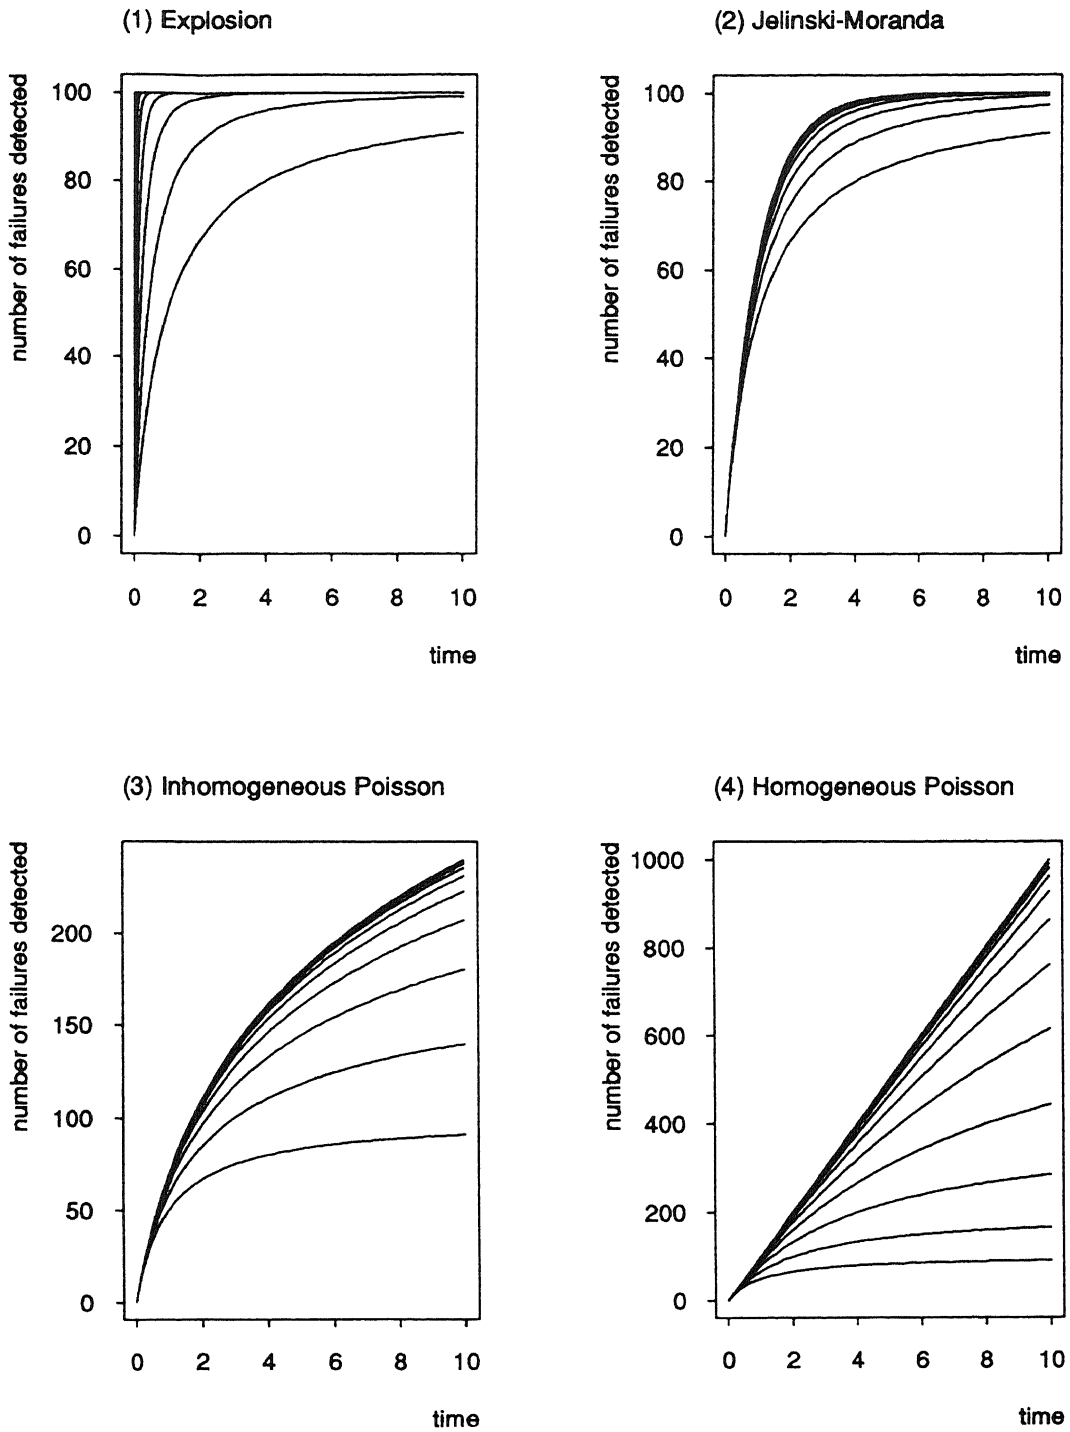 (1) Explosion
number of failures detected
100
80
60
40
20
0
0 2 4 6 8 10
time
(2) Jelinski-Moranda
number of failures detected
100
80
60
40
20
0
0 2 4 6 8 10
time
(3) Inhomogeneous Poisson
number of failures detected
200
150
100
50
0
0 2 4 6 8 10
time
(4) Homogeneous Poisson
number of failures detected
1000
800
600
400
200
0
0 2 4 6 8 10
time